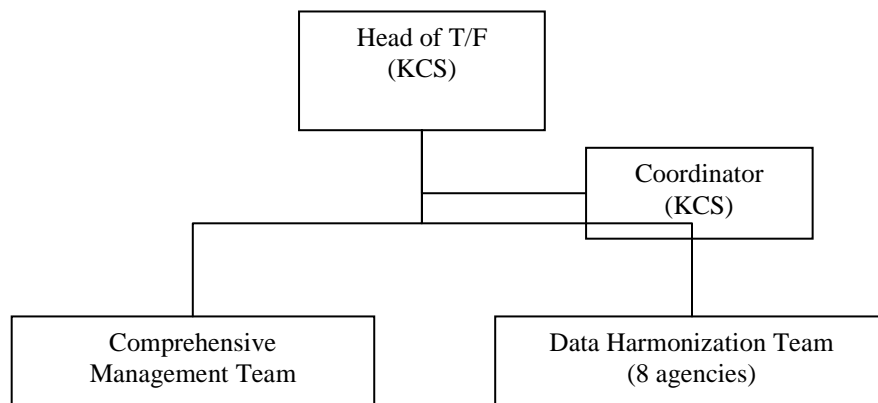 Head of T/F
(KCS)
Coordinator
(KCS)
Comprehensive
Management Team
Data Harmonization Team
(8 agencies)